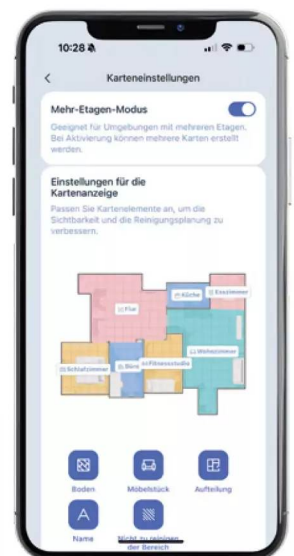 10:28
Karteneinstellungen
Mehr-Etagen-Modus
Geeignet für Umgebungen mit mehreren Etagen.
Bei Aktivierung können mehrere Karten erstellt
werden.
Einstellungen für die
Kartenanzeige
Passen Sie Kartenelemente an, um die
Sichtbarkeit und die Reinigungsplanung zu
verbessern.
Küche
Esszimmer
Flur
Wohnzimmer
Schlafzimmer
Büro
Fitnessstudio
Boden
Möbelstück
Aufteilung
A
Name
Nicht zu reinigen
der Bereich